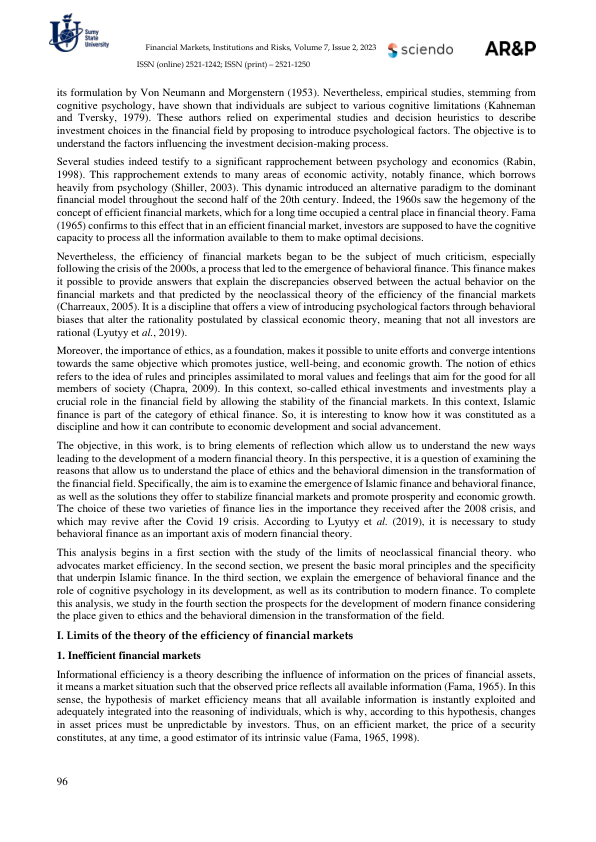 Sumy
State
University
Financial Markets, Institutions and Risks, Volume 7, Issue 2, 2023
sciendo
AR&P
ISSN (online) 2521-1242; ISSN (print) – 2521-1250
its formulation by Von Neumann and Morgenstern (1953). Nevertheless, empirical studies, stemming from
cognitive psychology, have shown that individuals are subject to various cognitive limitations (Kahneman
and Tversky, 1979). These authors relied on experimental studies and decision heuristics to describe
investment choices in the financial field by proposing to introduce psychological factors. The objective is to
understand the factors influencing the investment decision-making process.
Several studies indeed testify to a significant rapprochement between psychology and economics (Rabin,
1998). This rapprochement extends to many areas of economic activity, notably finance, which borrows
heavily from psychology (Shiller, 2003). This dynamic introduced an alternative paradigm to the dominant
financial model throughout the second half of the 20th century. Indeed, the 1960s saw the hegemony of the
concept of efficient financial markets, which for a long time occupied a central place in financial theory. Fama
(1965) confirms to this effect that in an efficient financial market, investors are supposed to have the cognitive
capacity to process all the information available to them to make optimal decisions.
Nevertheless, the efficiency of financial markets began to be the subject of much criticism, especially
following the crisis of the 2000s, a process that led to the emergence of behavioral finance. This finance makes
it possible to provide answers that explain the discrepancies observed between the actual behavior on the
financial markets and that predicted by the neoclassical theory of the efficiency of the financial markets
(Charreaux, 2005). It is a discipline that offers a view of introducing psychological factors through behavioral
biases that alter the rationality postulated by classical economic theory, meaning that not all investors are
rational (Lyutyy et al., 2019).
Moreover, the importance of ethics, as a foundation, makes it possible to unite efforts and converge intentions
towards the same objective which promotes justice, well-being, and economic growth. The notion of ethics
refers to the idea of rules and principles assimilated to moral values and feelings that aim for the good for all
members of society (Chapra, 2009). In this context, so-called ethical investments and investments play a
crucial role in the financial field by allowing the stability of the financial markets. In this context, Islamic
finance is part of the category of ethical finance. So, it is interesting to know how it was constituted as a
discipline and how it can contribute to economic development and social advancement.
The objective, in this work, is to bring elements of reflection which allow us to understand the new ways
leading to the development of a modern financial theory. In this perspective, it is a question of examining the
reasons that allow us to understand the place of ethics and the behavioral dimension in the transformation of
the financial field. Specifically, the aim is to examine the emergence of Islamic finance and behavioral finance,
as well as the solutions they offer to stabilize financial markets and promote prosperity and economic growth.
The choice of these two varieties of finance lies in the importance they received after the 2008 crisis, and
which may revive after the Covid 19 crisis. According to Lyutyy et al. (2019), it is necessary to study
behavioral finance as an important axis of modern financial theory.
This analysis begins in a first section with the study of the limits of neoclassical financial theory. who
advocates market efficiency. In the second section, we present the basic moral principles and the specificity
that underpin Islamic finance. In the third section, we explain the emergence of behavioral finance and the
role of cognitive psychology in its development, as well as its contribution to modern finance. To complete
this analysis, we study in the fourth section the prospects for the development of modern finance considering
the place given to ethics and the behavioral dimension in the transformation of the field.
I. Limits of the theory of the efficiency of financial markets
1. Inefficient financial markets
Informational efficiency is a theory describing the influence of information on the prices of financial assets,
it means a market situation such that the observed price reflects all available information (Fama, 1965). In this
sense, the hypothesis of market efficiency means that all available information is instantly exploited and
adequately integrated into the reasoning of individuals, which is why, according to this hypothesis, changes
in asset prices must be unpredictable by investors. Thus, on an efficient market, the price of a security
constitutes, at any time, a good estimator of its intrinsic value (Fama, 1965, 1998).
96